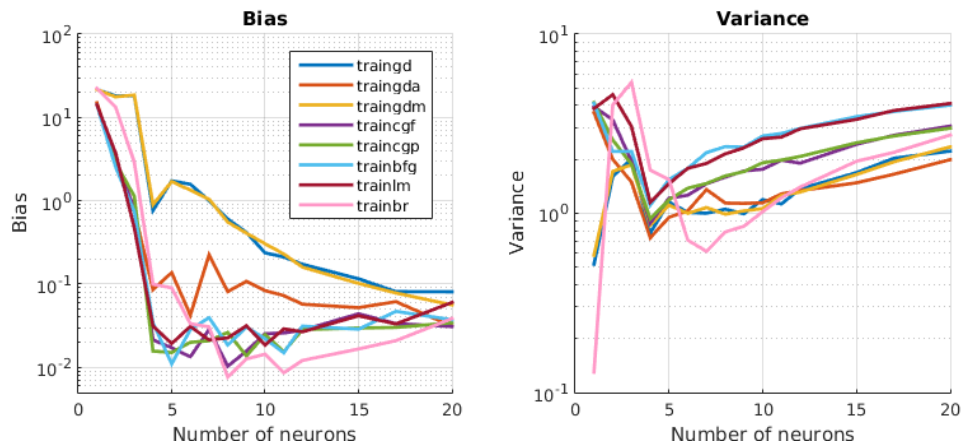 Bias
10^2
10^1
10^0
10^-1
10^-2
Bias
0
5
10
15
20
Number of neurons
traingd
traingda
traingdm
traincgf
traincgp
trainbfg
trainlm
trainbr
Variance
10^1
10^0
10^-1
Variance
0
5
10
15
20
Number of neurons